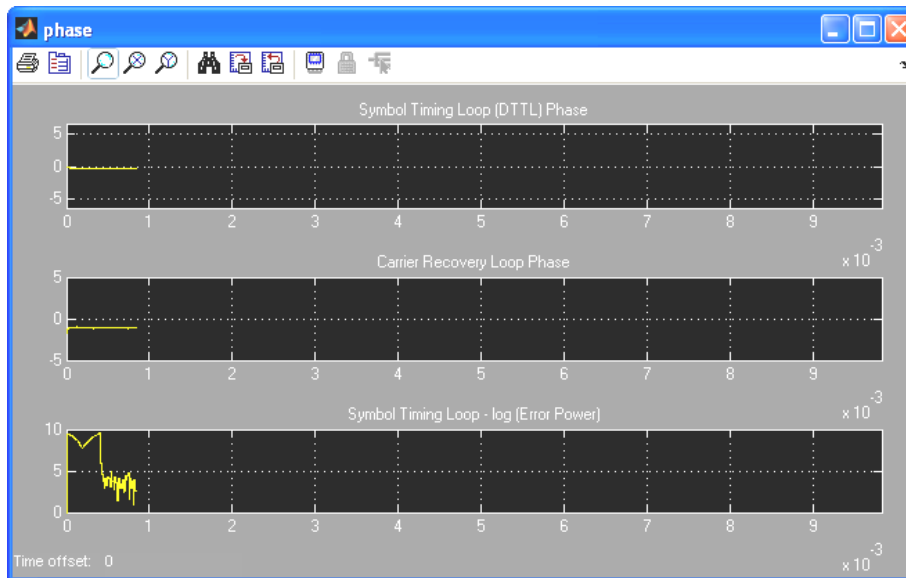 phase
Symbol Timing Loop (DTTL) Phase
5
0
-5
0 1 2 3 4 5 6 7 8 9
x 10 -3
Carrier Recovery Loop Phase
5
0
-5
0 1 2 3 4 5 6 7 8 9
x 10 -3
Symbol Timing Loop - log (Error Power)
10
5
0
0 1 2 3 4 5 6 7 8 9
x 10 -3
Time offset: 0